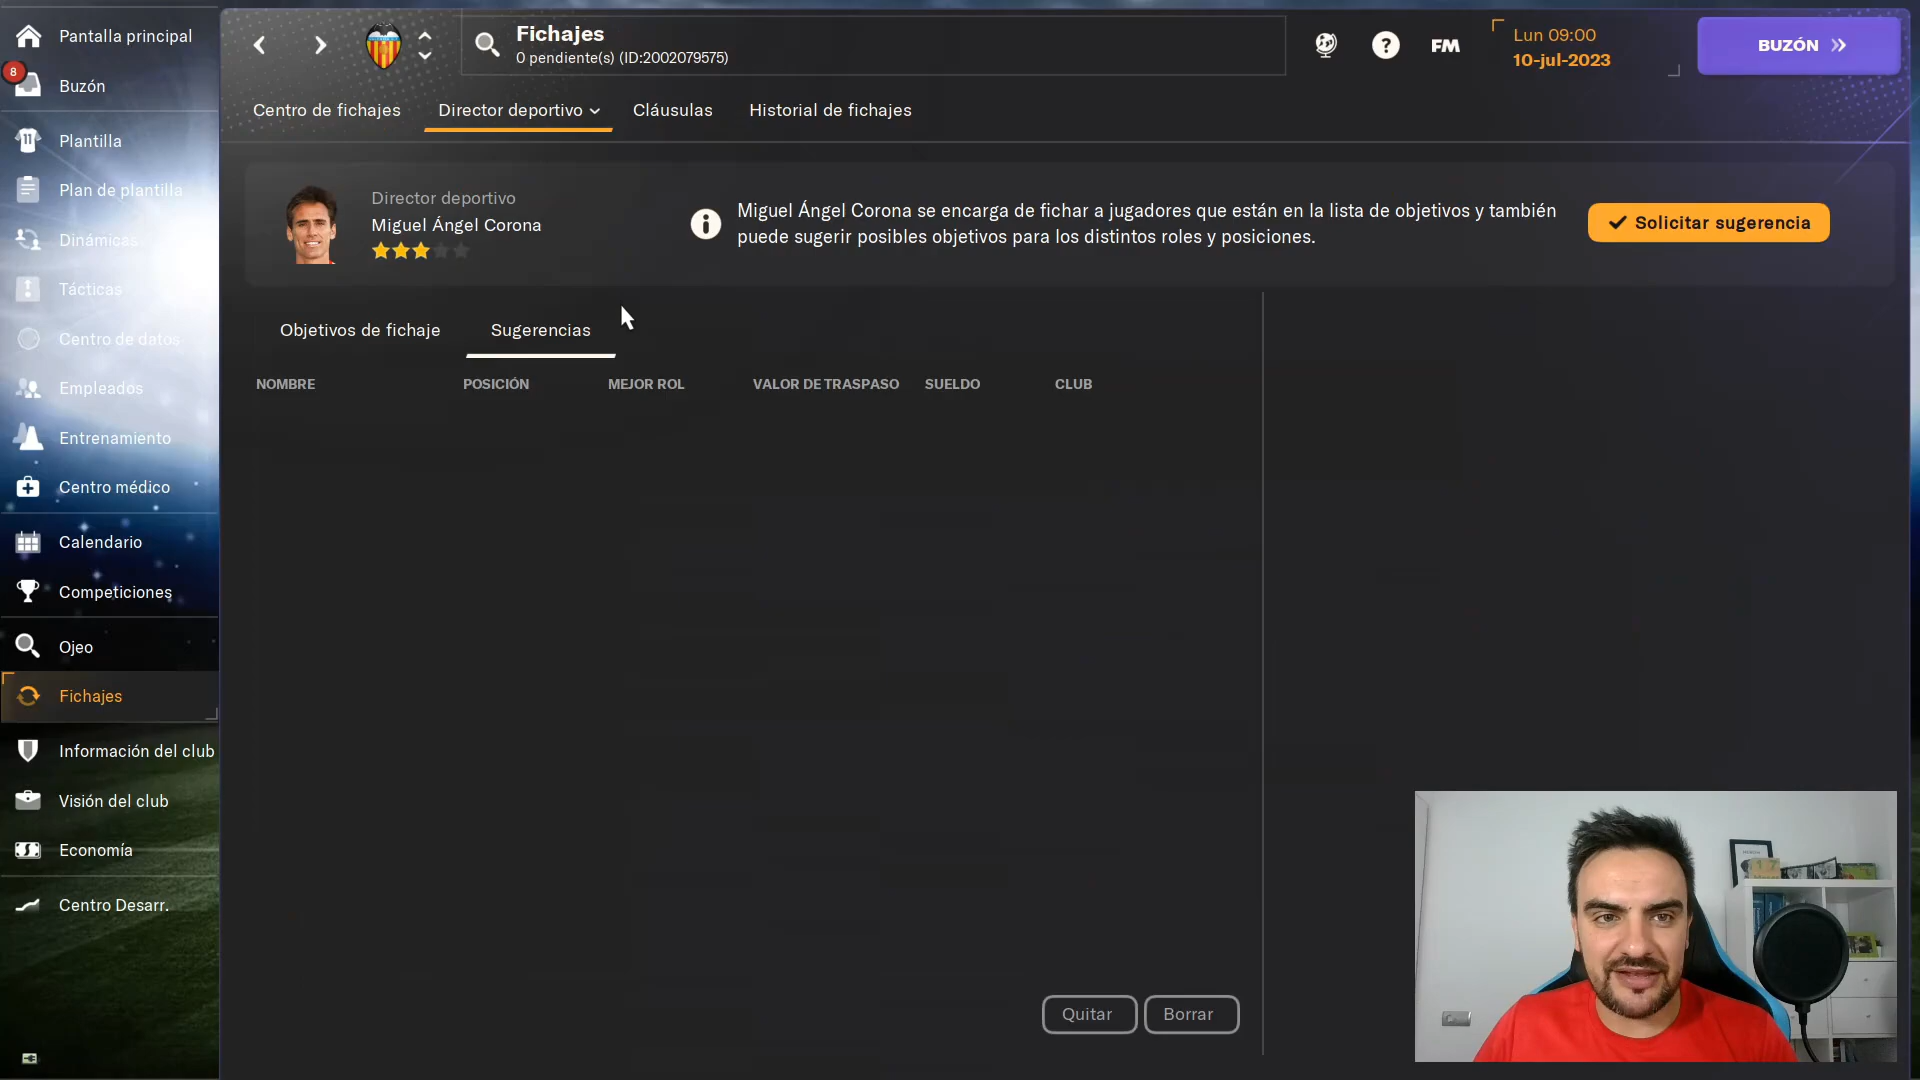 Pantalla principal
8
Buzón
Plantilla
Plan de plantilla
Dinámicas
Tácticas
Centro de datos
Empleados
Entrenamiento
Centro médico
Calendario
Competiciones
Ojeo
Fichajes
Información del club
Visión del club
Economía
Centro Desarr.
Fichajes
0 pendiente(s) (ID:2002079575)
FM
Lun 09:00
10-jul-2023
BUZÓN
Centro de fichajes
Director deportivo
Cláusulas
Historial de fichajes
Director deportivo
Miguel Ángel Corona
Miguel Ángel Corona se encarga de fichar a jugadores que están en la lista de objetivos y también
puede sugerir posibles objetivos para los distintos roles y posiciones.
Solicitar sugerencia
Objetivos de fichaje
Sugerencias
NOMBRE
POSICIÓN
MEJOR ROL
VALOR DE TRASPASO
SUELDO
CLUB
Quitar
Borrar